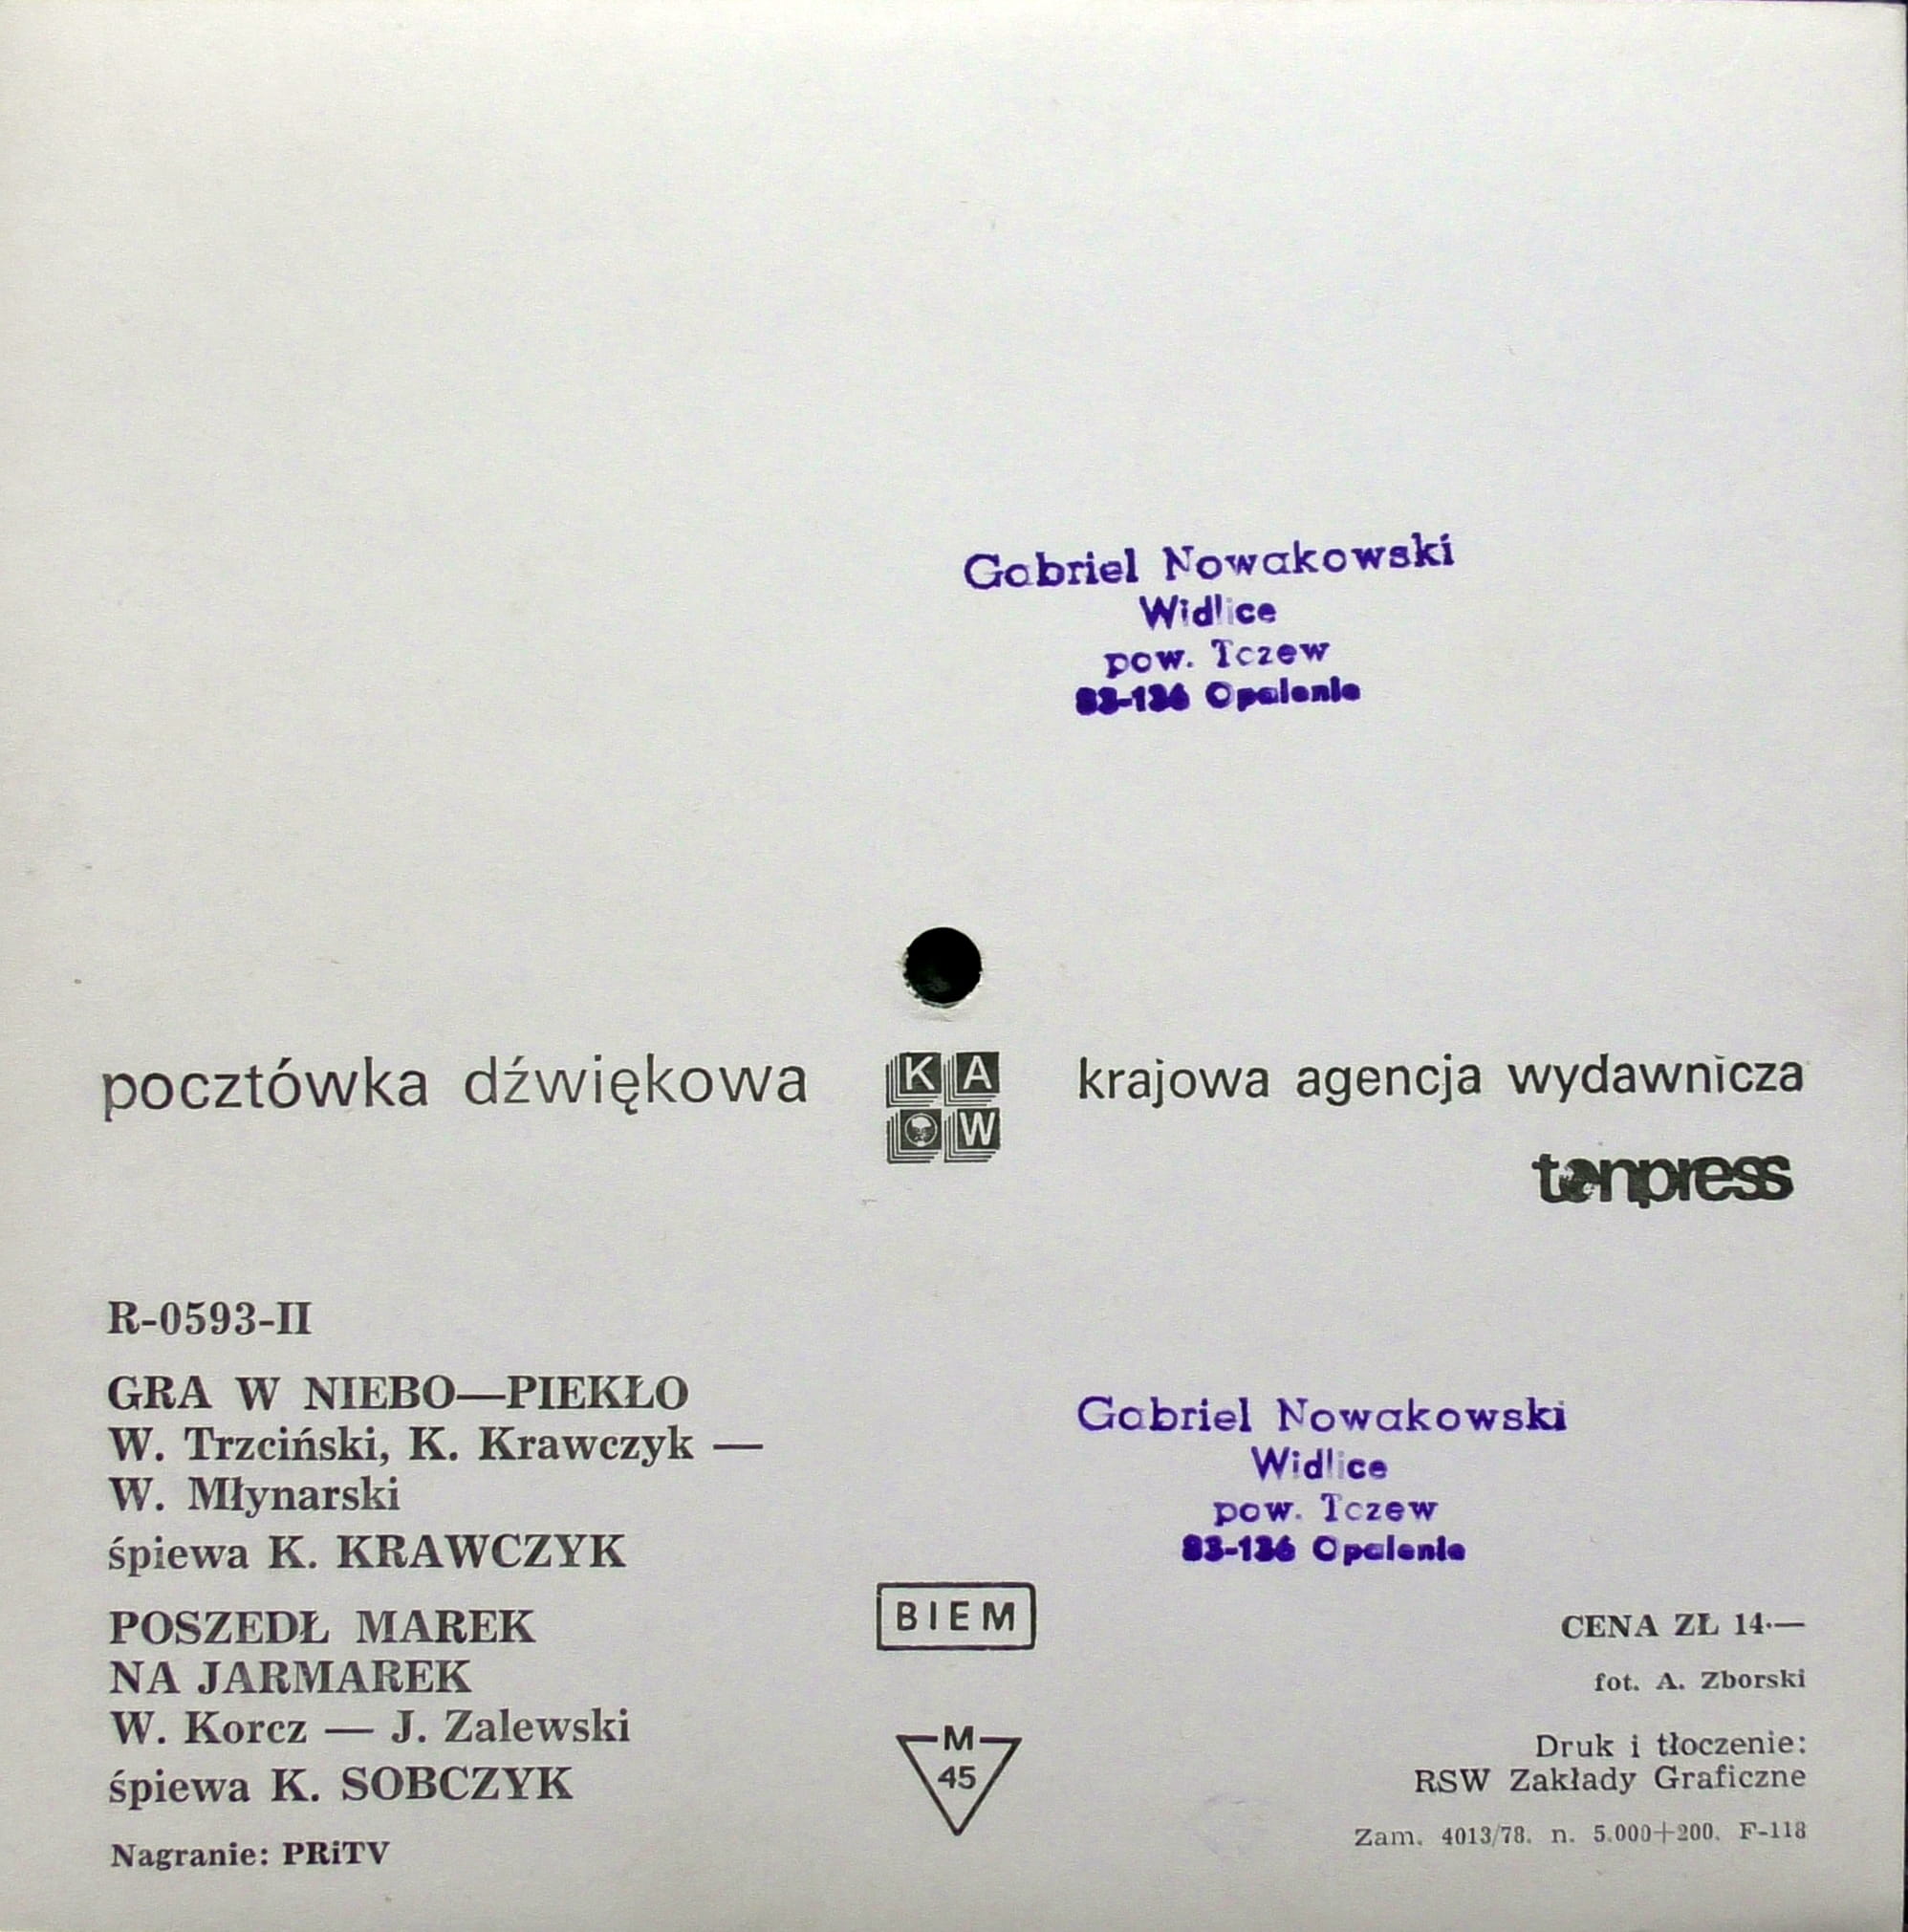 Gabriel Nowakowski
Widlice
pow. Tczew
83-136 Opalenie
pocztówka dźwiękowa
K A
W
krajowa agencja wydawnicza
tonpress
R-0593-II
GRA W NIEBO—PIEKŁO
W. Trzciński, K. Krawczyk —
W. Młynarski
śpiewa K. KRAWCZYK
POSZEDŁ MAREK
NA JARMAREK
W. Korcz — J. Zalewski
śpiewa K. SOBCZYK
Nagranie: PRiTV
Gabriel Nowakowski
Widlice
pow. Tczew
83-136 Opalenie
BIEM
M
45
CENA ZŁ 14.—
fot. A. Zborski
Druk i tłoczenie:
RSW Zakłady Graficzne
Zam. 4013/78. n. 5.000+200. F-118